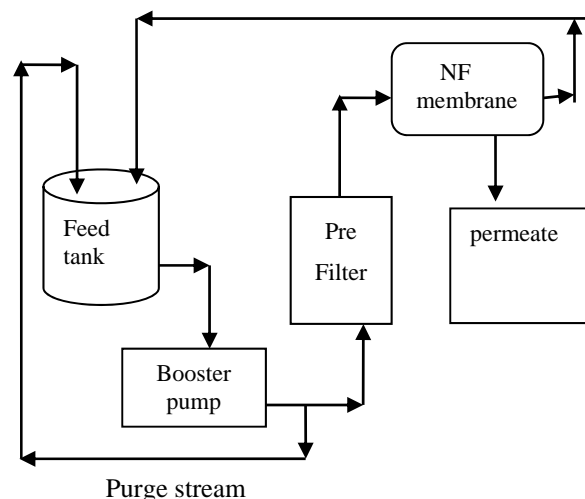 NF
membrane
Feed
tank
Pre
Filter
permeate
Booster
pump
Purge stream